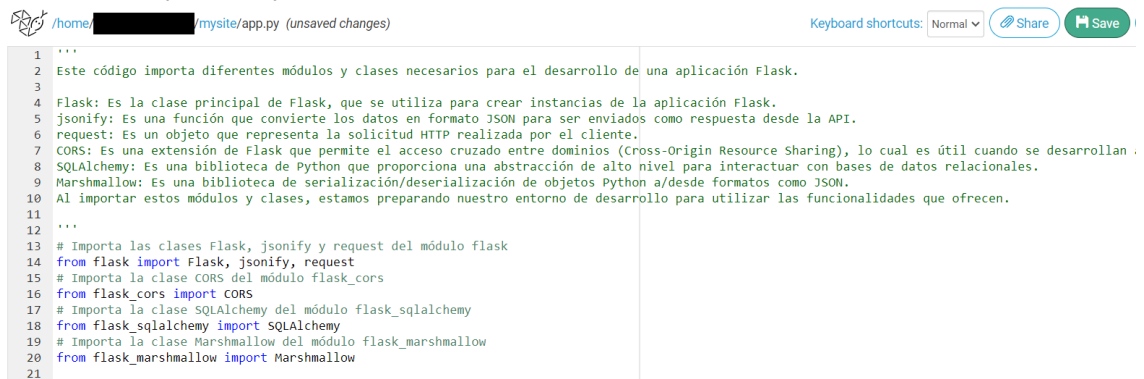 /home/ /mysite/app.py (unsaved changes) Keyboard shortcuts: Normal Share Save
1 '''
2 Este código importa diferentes módulos y clases necesarios para el desarrollo de una aplicación Flask.
3
4 Flask: Es la clase principal de Flask, que se utiliza para crear instancias de la aplicación Flask.
5 jsonify: Es una función que convierte los datos en formato JSON para ser enviados como respuesta desde la API.
6 request: Es un objeto que representa la solicitud HTTP realizada por el cliente.
7 CORS: Es una extensión de Flask que permite el acceso cruzado entre dominios (Cross-Origin Resource Sharing), lo cual es útil cuando se desarrollan
8 SQLAlchemy: Es una biblioteca de Python que proporciona una abstracción de alto nivel para interactuar con bases de datos relacionales.
9 Marshmallow: Es una biblioteca de serialización/deserialización de objetos Python a/desde formatos como JSON.
10 Al importar estos módulos y clases, estamos preparando nuestro entorno de desarrollo para utilizar las funcionalidades que ofrecen.
11
12 '''
13 # Importa las clases Flask, jsonify y request del módulo flask
14 from flask import Flask, jsonify, request
15 # Importa la clase CORS del módulo flask_cors
16 from flask_cors import CORS
17 # Importa la clase SQLAlchemy del módulo flask_sqlalchemy
18 from flask_sqlalchemy import SQLAlchemy
19 # Importa la clase Marshmallow del módulo flask_marshmallow
20 from flask_marshmallow import Marshmallow
21